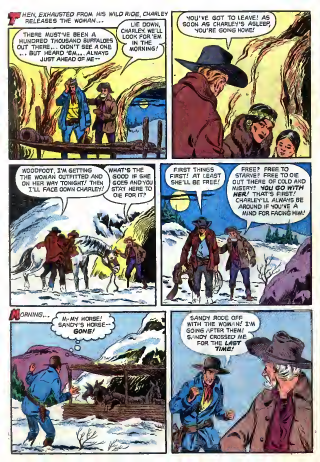 THEN, EXHAUSTED FROM HIS WILD RIDE, CHARLEY
RELEASES THE WOMAN...
THERE MUST'VE BEEN A
HUNDRED THOUSAND BUFFALOES
OUT THERE... DIDN'T SEE A ONE
... BUT HEARD 'EM... ALWAYS
JUST AHEAD OF ME--
LIE DOWN,
CHARLEY. WE'LL
LOOK FOR 'EM
IN THE
MORNING!
YOU'VE GOT TO LEAVE! AS
SOON AS CHARLEY'S ASLEEP,
YOU'RE GOING HOME!
WOODFOOT, I'M GETTING
THE WOMAN OUTFITTED AND
ON HER WAY TONIGHT! THEN
I'LL FACE DOWN CHARLEY!
WHAT'S THE
GOOD IF SHE
GOES AND YOU
STAY HERE TO
DIE FOR IT?
FIRST THINGS
FIRST! AT LEAST
SHE'LL BE FREE!
FREE? FREE TO
STARVE? FREE TO DIE
OUT THERE OF COLD AND
MISERY? YOU GO WITH
HER! THAT'S FIRST!
CHARLEY'LL ALWAYS BE
AROUND IF YOU'VE A
MIND FOR FACING HIM!
MORNING...
M-MY HORSE!
SANDY'S HORSE--
GONE!
SANDY RODE OFF
WITH THE WOMAN! I'M
GOING AFTER THEM!
SANDY CROSSED ME
FOR THE LAST
TIME!